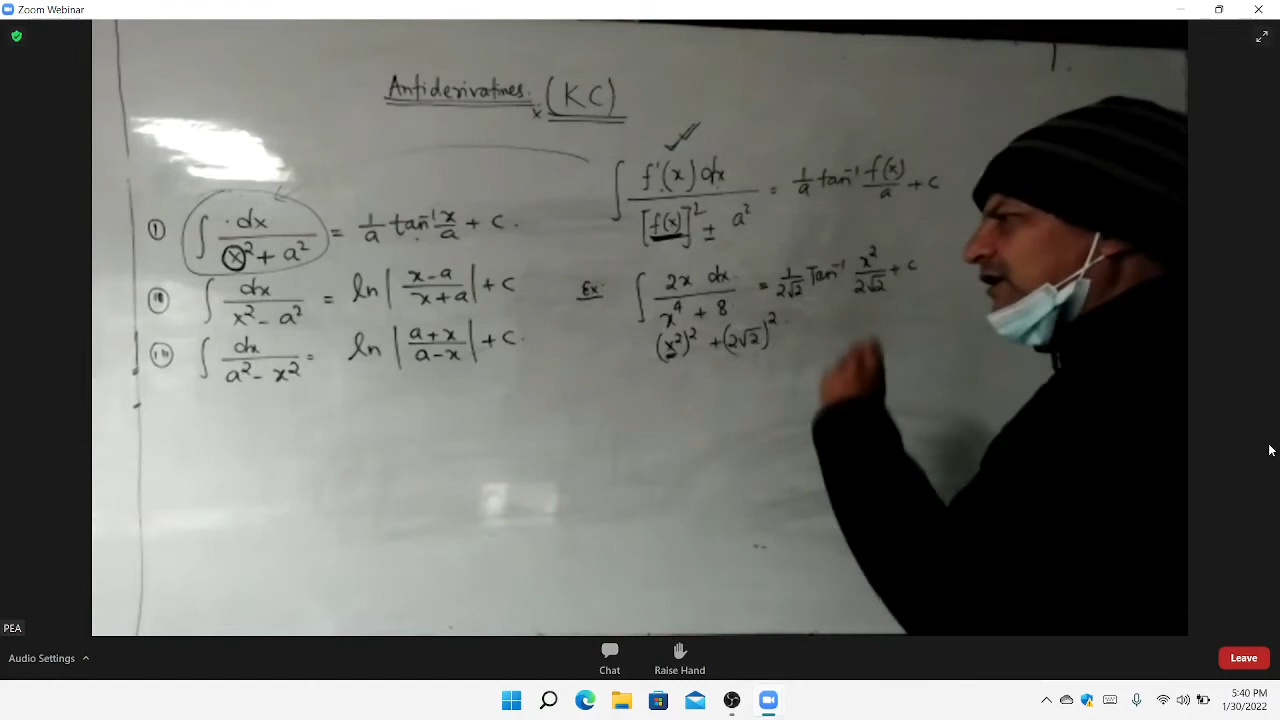 Zoom Webinar
Antiderivatives. (KC)
x
∫ f'(x) dx / [f(x)]² ± a² = 1/a tan⁻¹ f(x)/a + c
① ∫ dx / x² + a² = 1/a tan⁻¹ x/a + c.
∫ dx / x² - a² = ln | x-a / x+a | + c
Ex: ∫ 2x dx / x⁴ + 8 = 1/2√2 Tan⁻¹ x²/2√2 + c
(x²)² + (2√2)²
∫ dx / a² - x² = ln | a+x / a-x | + c.
PEA
Audio Settings
Chat
Raise Hand
Leave
5:40 PM
1/30/2022